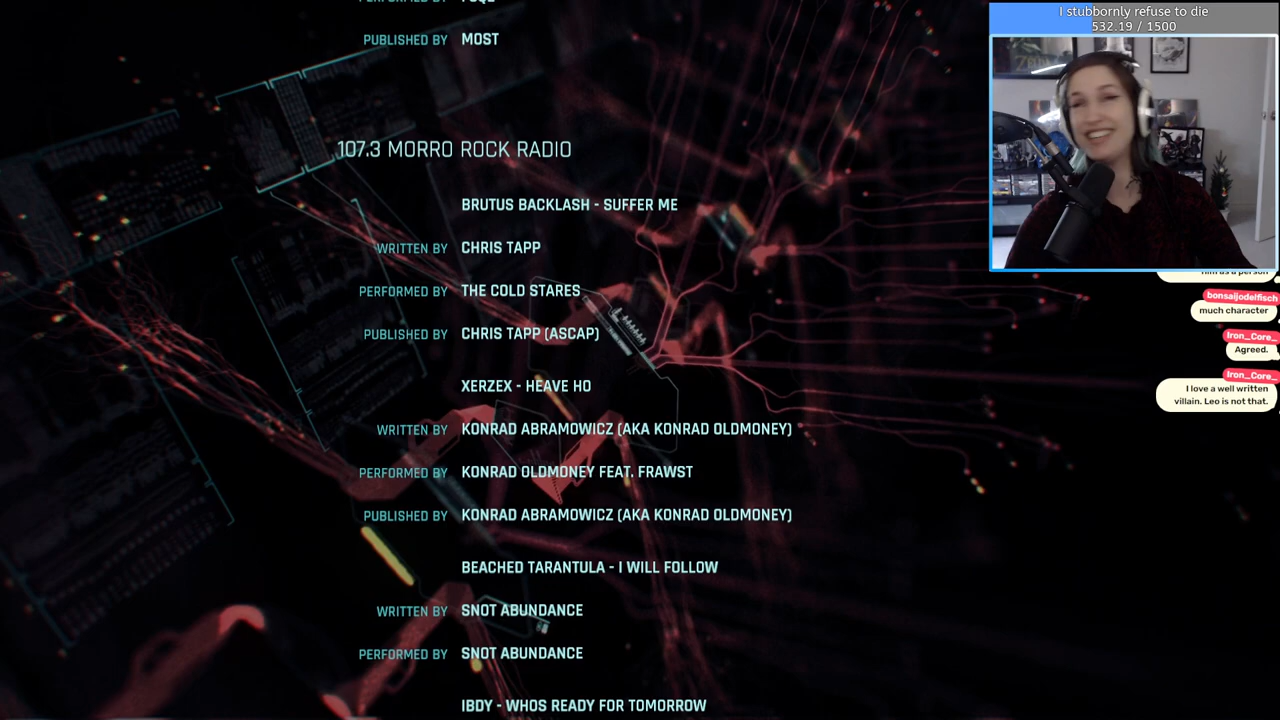 PUBLISHED BY MOST
107.3 MORRO ROCK RADIO
BRUTUS BACKLASH - SUFFER ME
WRITTEN BY CHRIS TAPP
PERFORMED BY THE COLD STARES
PUBLISHED BY CHRIS TAPP (ASCAP)
XERZEX - HEAVE HO
WRITTEN BY KONRAD ABRAMOWICZ (AKA KONRAD OLDMONEY)
PERFORMED BY KONRAD OLDMONEY FEAT. FRAWST
PUBLISHED BY KONRAD ABRAMOWICZ (AKA KONRAD OLDMONEY)
BEACHED TARANTULA - I WILL FOLLOW
WRITTEN BY SNOT ABUNDANCE
PERFORMED BY SNOT ABUNDANCE
IBDY - WHOS READY FOR TOMORROW
I stubbornly refuse to die
532.19 / 1500
him as a person
bonsaijodelfisch
much character
Iron_Core_
Agreed.
Iron_Core_
I love a well written
villain. Leo is not that.